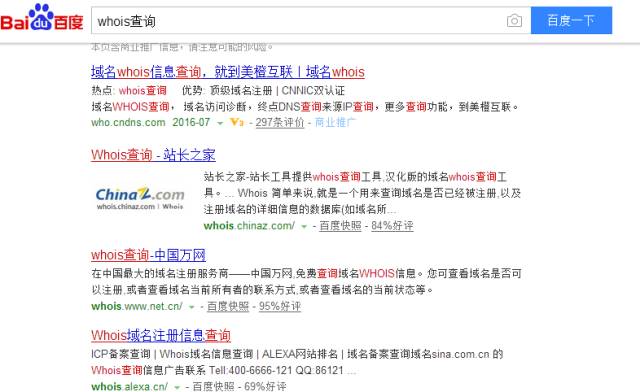 Bai du 百度 whois查询 百度一下
本页含商业推广信息，请注意可能的风险。
域名whois信息查询，就到美橙互联丨域名whois
热点: whois查询 优势: 顶级域名注册 | CNNIC双认证
域名WHOIS查询，域名访问诊断，终点DNS查询来源IP查询，更多查询功能，到美橙互联。
who.cndns.com 2016-07 V3 - 297条评价 - 商业推广
Whois查询 - 站长之家
站长之家-站长工具提供whois查询工具,汉化版的域名whois查询工
具。... Whois 简单来说,就是一个用来查询域名是否已经被注册,以及
注册域名的详细信息的数据库(如域名所...
ChinaZ.com
whois.chinaz.com | Whois
whois.chinaz.com/ - 百度快照 - 84%好评
whois查询-中国万网
在中国最大的域名注册服务商——中国万网,免费查询域名WHOIS信息。您可查看域名是否可
以注册,或者查看域名当前所有者的联系方式,或者查看域名的当前状态等。
whois.www.net.cn/ - 百度快照 - 95%好评
Whois域名注册信息查询
ICP备案查询 | Whois域名信息查询 | ALEXA网站排名 | 域名备案查询域名sina.com.cn 的
Whois查询信息广告联系 Tell:400-6666-121 QQ:86121 ...
whois.alexa.cn/ - 百度快照 - 69%好评